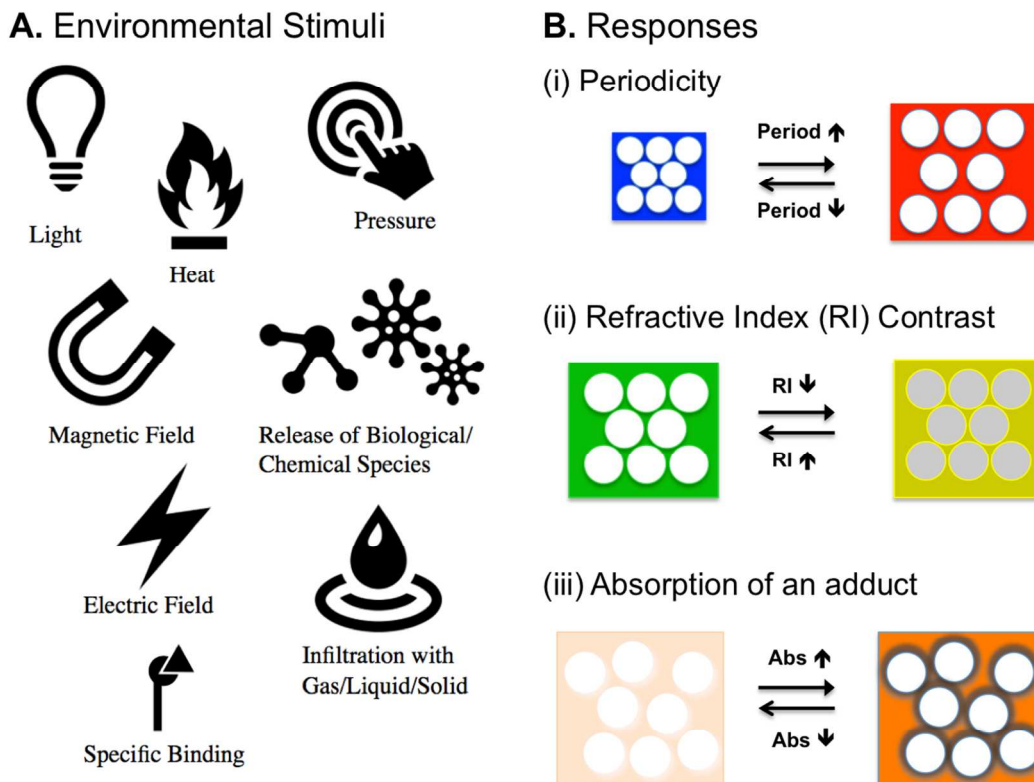 A. Environmental Stimuli
Light
Heat
Pressure
Magnetic Field
Release of Biological/
Chemical Species
Electric Field
Infiltration with
Gas/Liquid/Solid
Specific Binding
B. Responses
(i) Periodicity
Period ↑
Period ↓
(ii) Refractive Index (RI) Contrast
RI ↓
RI ↑
(iii) Absorption of an adduct
Abs ↑
Abs ↓